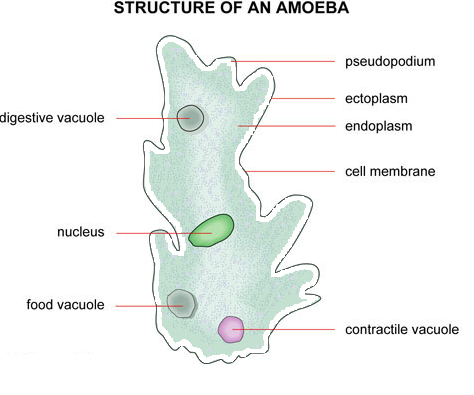 STRUCTURE OF AN AMOEBA
pseudopodium
ectoplasm
digestive vacuole
endoplasm
cell membrane
nucleus
food vacuole
contractile vacuole